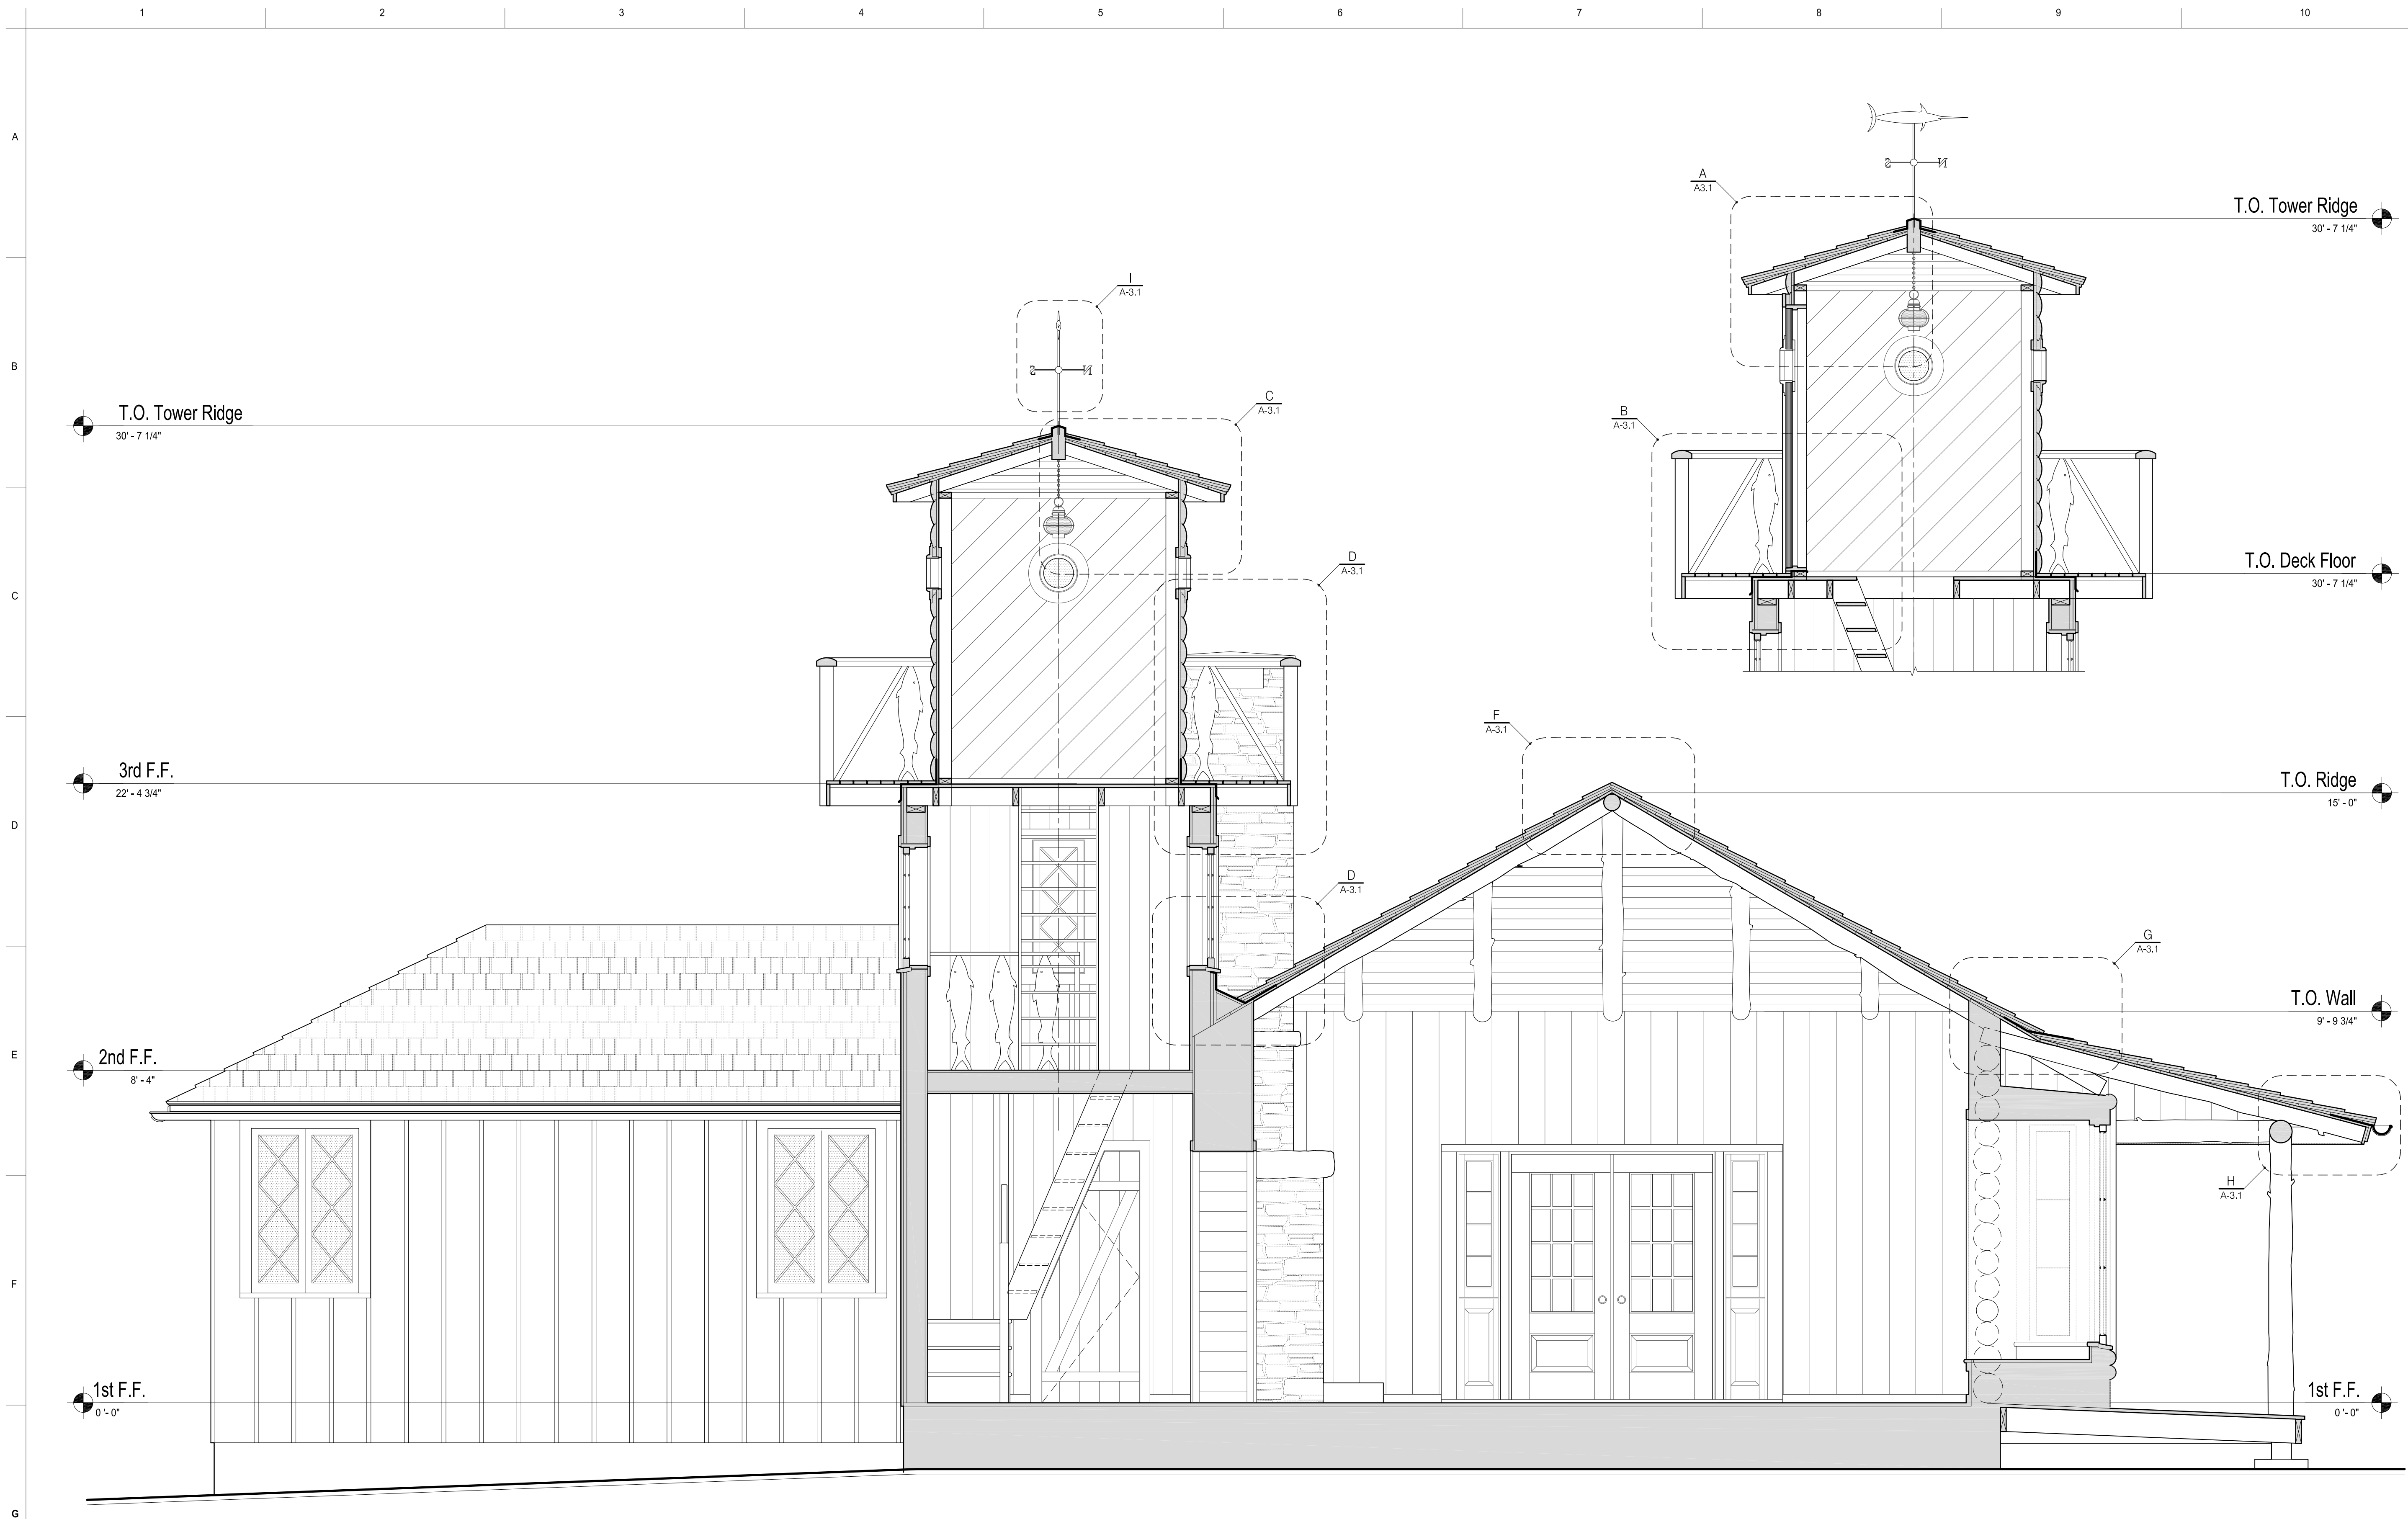 1 2 3 4 5 6 7 8 9 10
A
A
A3.1
S N
T.O. Tower Ridge
30' - 7 1/4"
I
A-3.1
B
S N
C
A-3.1
B
A-3.1
T.O. Tower Ridge
30' - 7 1/4"
D
A-3.1
T.O. Deck Floor
30' - 7 1/4"
C
F
A-3.1
3rd F.F.
22' - 4 3/4"
T.O. Ridge
15' - 0"
D
D
A-3.1
G
A-3.1
T.O. Wall
9' - 9 3/4"
E
2nd F.F.
8' - 4"
H
A-3.1
F
1st F.F.
0 '- 0"
1st F.F.
0 '- 0"
G